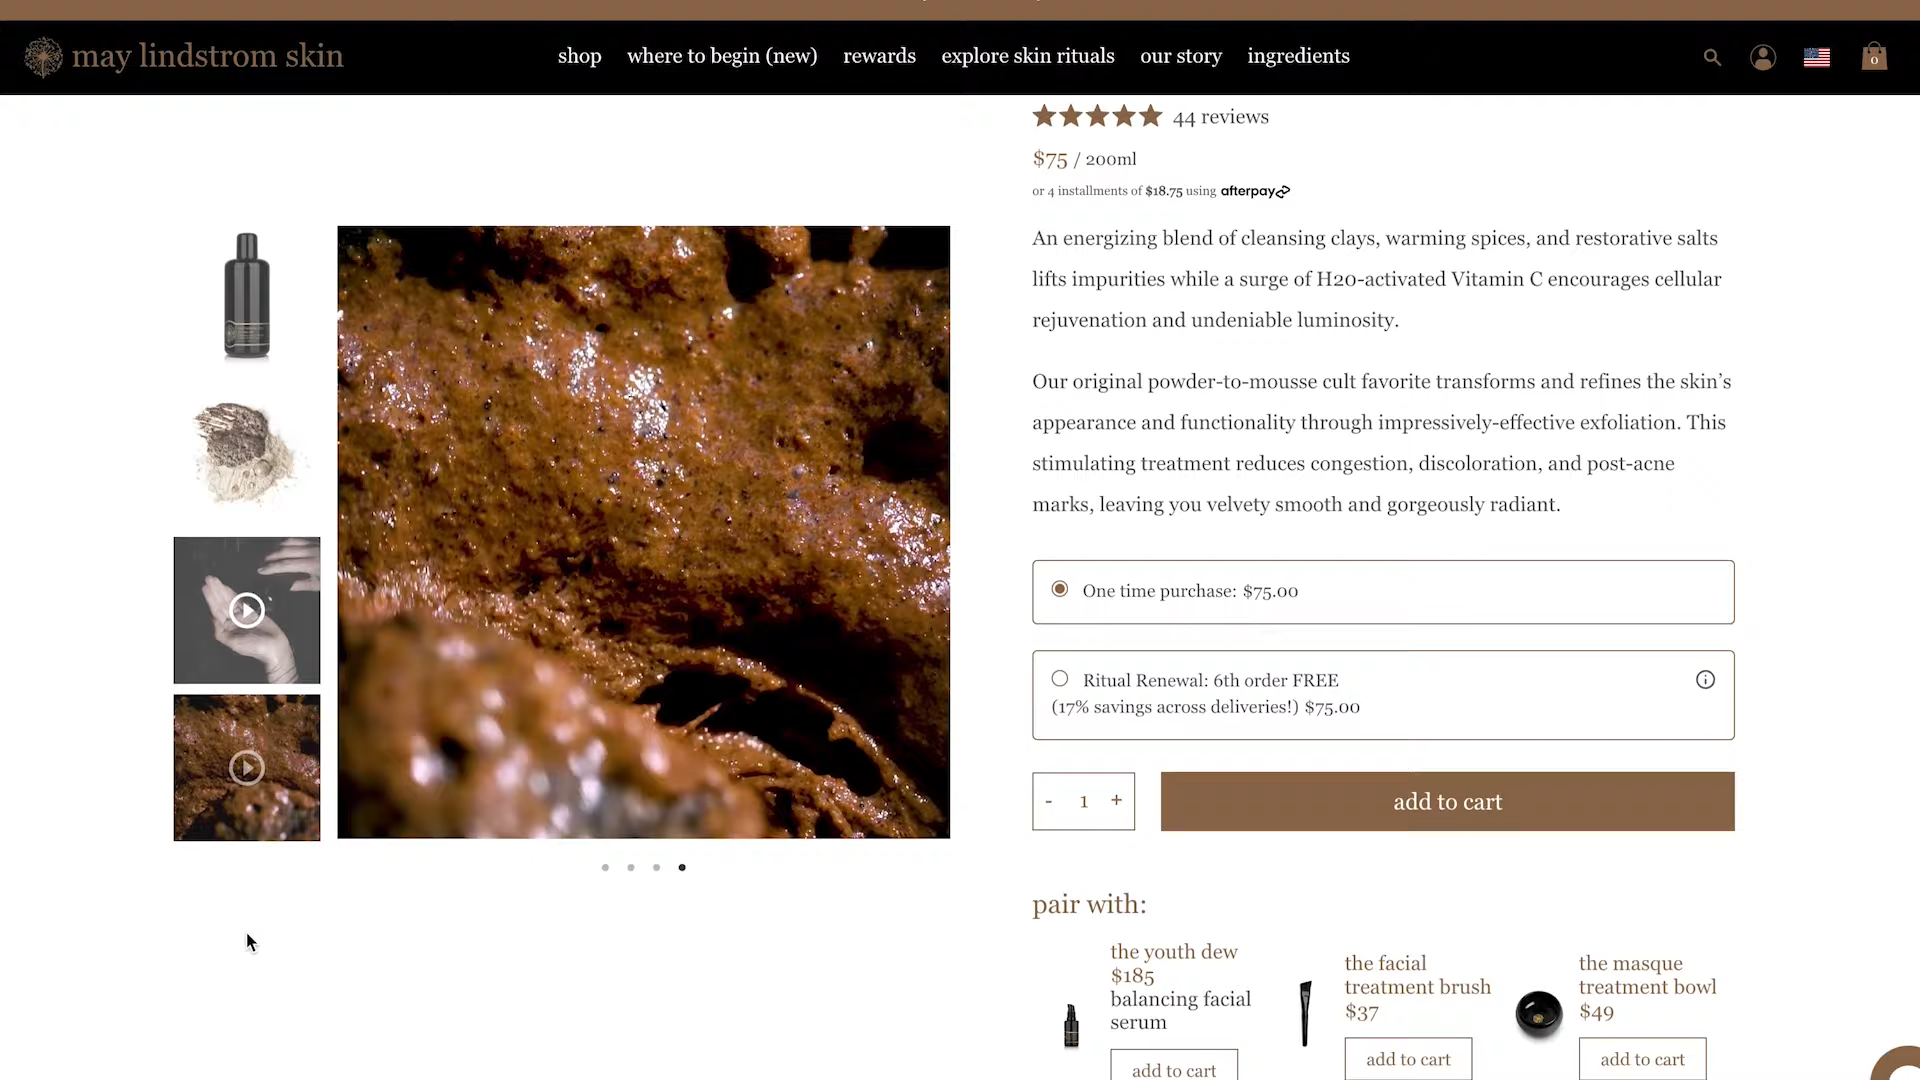 may lindstrom skin
shop
where to begin (new)
rewards
explore skin rituals
our story
ingredients
0
44 reviews
$75 / 200ml
or 4 installments of $18.75 using afterpay
An energizing blend of cleansing clays, warming spices, and restorative salts
lifts impurities while a surge of H20-activated Vitamin C encourages cellular
rejuvenation and undeniable luminosity.
Our original powder-to-mousse cult favorite transforms and refines the skin's
appearance and functionality through impressively-effective exfoliation. This
stimulating treatment reduces congestion, discoloration, and post-acne
marks, leaving you velvety smooth and gorgeously radiant.
One time purchase: $75.00
Ritual Renewal: 6th order FREE
(17% savings across deliveries!) $75.00
- 1 +
add to cart
pair with:
the youth dew
$185
balancing facial
serum
add to cart
the facial
treatment brush
$37
add to cart
the masque
treatment bowl
$49
add to cart